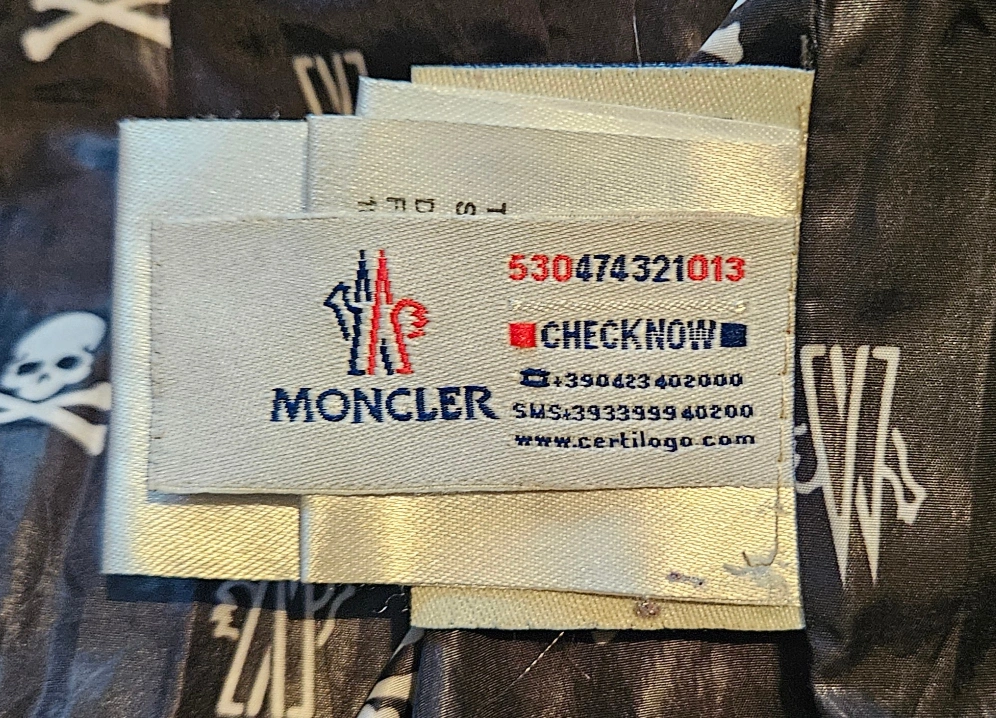 T
S
D
F
530474321013
CHECKNOW
+390423402000
SMS+393399940200
www.certilogo.com
MONCLER